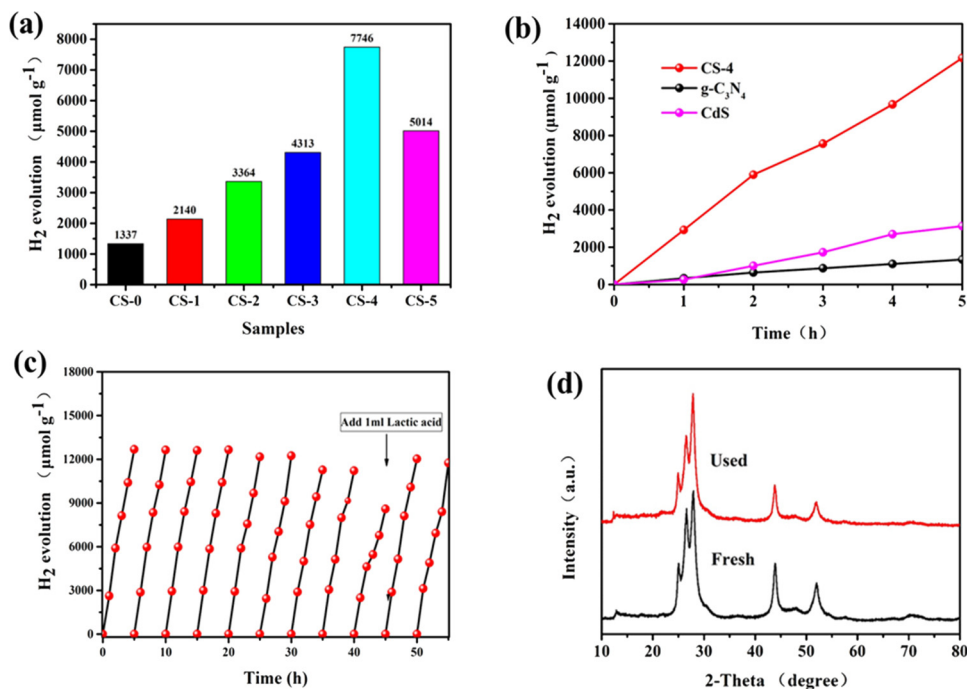 (a)
H2 evolution (μmol g-1)
8000
7000
6000
5000
4000
3000
2000
1000
0
1337
2140
3364
4313
7746
5014
CS-0 CS-1 CS-2 CS-3 CS-4 CS-5
Samples
(b)
H2 evolution (μmol g-1)
14000
12000
10000
8000
6000
4000
2000
0
CS-4
g-C3N4
CdS
0 1 2 3 4 5
Time (h)
(c)
H2 evolution (μmol g-1)
18000
15000
12000
9000
6000
3000
0
Add 1ml Lactic acid
0 10 20 30 40 50
Time (h)
(d)
Intensity (a.u.)
Used
Fresh
10 20 30 40 50 60 70 80
2-Theta (degree)